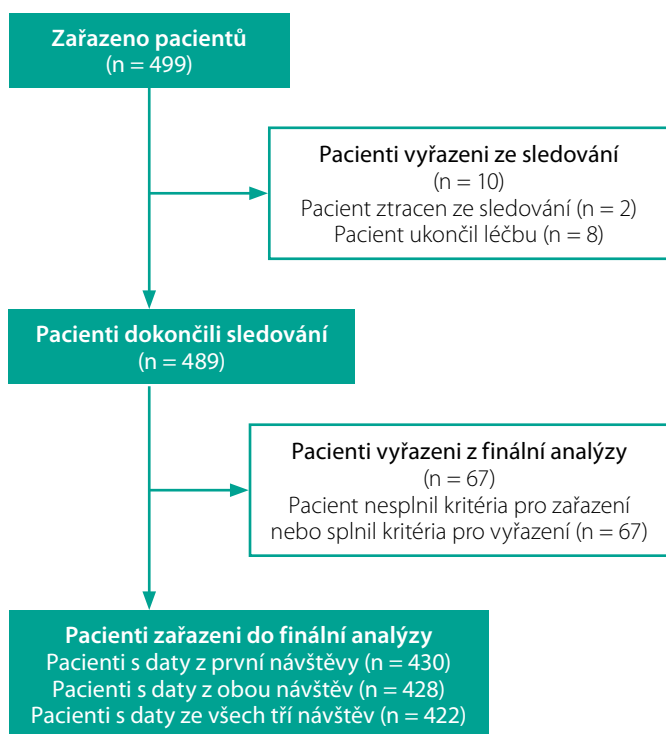 Zařazeno pacientů
(n = 499)
Pacienti vyřazeni ze sledování
(n = 10)
Pacient ztracen ze sledování (n = 2)
Pacient ukončil léčbu (n = 8)
Pacienti dokončili sledování
(n = 489)
Pacienti vyřazeni z finální analýzy
(n = 67)
Pacient nesplnil kritéria pro zařazení
nebo splnil kritéria pro vyřazení (n = 67)
Pacienti zařazeni do finální analýzy
Pacienti s daty z první návštěvy (n = 430)
Pacienti s daty z obou návštěv (n = 428)
Pacienti s daty ze všech tří návštěv (n = 422)